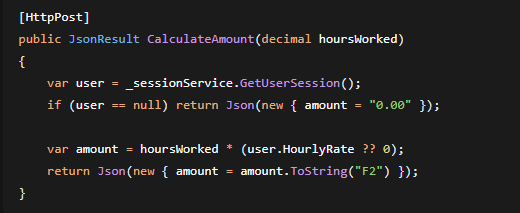 [HttpPost]
public JsonResult CalculateAmount(decimal hoursWorked)
{
    var user = _sessionService.GetUserSession();
    if (user == null) return Json(new { amount = "0.00" });

    var amount = hoursWorked * (user.HourlyRate ?? 0);
    return Json(new { amount = amount.ToString("F2") });
}